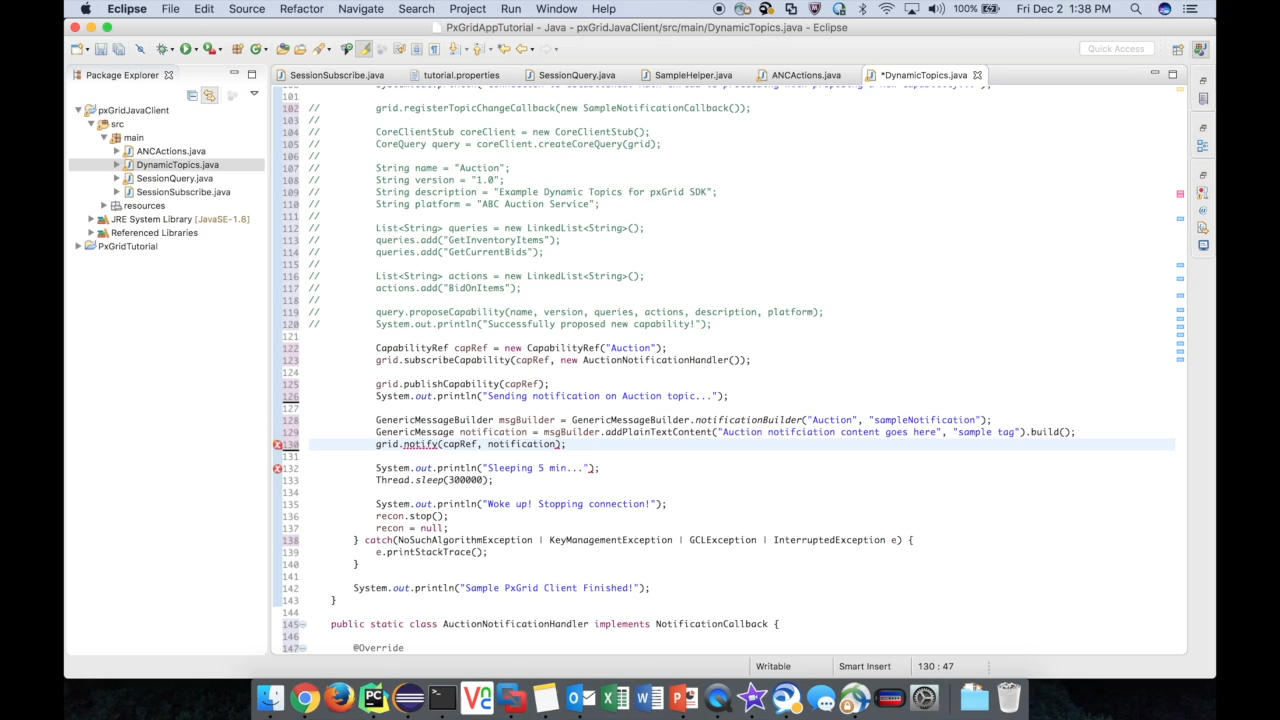 Eclipse File Edit Source Refactor Navigate Search Project Run Window Help 100% Fri Dec 2 1:38 PM
PxGridAppTutorial - Java - pxGridJavaClient/src/main/DynamicTopics.java - Eclipse
Quick Access
Package Explorer
SessionSubscribe.java tutorial.properties SessionQuery.java SampleHelper.java ANCActions.java *DynamicTopics.java
pxGridJavaClient
src
main
ANCActions.java
DynamicTopics.java
SessionQuery.java
SessionSubscribe.java
resources
JRE System Library [JavaSE-1.8]
Referenced Libraries
PxGridTutorial
101
102 // grid.registerTopicChangeCallback(new SampleNotificationCallback());
103 //
104 // CoreClientStub coreClient = new CoreClientStub();
105 // CoreQuery query = coreClient.createCoreQuery(grid);
106 //
107 // String name = "Auction";
108 // String version = "1.0";
109 // String description = "Example Dynamic Topics for pxGrid SDK";
110 // String platform = "ABC Auction Service";
111 //
112 // List<String> queries = new LinkedList<String>();
113 // queries.add("GetInventoryItems");
114 // queries.add("GetCurrentBids");
115 //
116 // List<String> actions = new LinkedList<String>();
117 // actions.add("BidOnItems");
118 //
119 // query.proposeCapability(name, version, queries, actions, description, platform);
120 // System.out.println("Successfully proposed new capability!");
121
122 CapabilityRef capRef = new CapabilityRef("Auction");
123 grid.subscribeCapability(capRef, new AuctionNotificationHandler());
124
125 grid.publishCapability(capRef);
126 System.out.println("Sending notification on Auction topic...");
127
128 GenericMessageBuilder msgBuilder = GenericMessageBuilder.notificationBuilder("Auction", "sampleNotification");
129 GenericMessage notification = msgBuilder.addPlainTextContent("Auction notifciation content goes here", "sample tag").build();
130 grid.notify(capRef, notification);
131
132 System.out.println("Sleeping 5 min...");
133 Thread.sleep(300000);
134
135 System.out.println("Woke up! Stopping connection!");
136 recon.stop();
137 recon = null;
138 } catch(NoSuchAlgorithmException | KeyManagementException | GCLException | InterruptedException e) {
139 e.printStackTrace();
140 }
141
142 System.out.println("Sample PxGrid Client Finished!");
143 }
144
145 public static class AuctionNotificationHandler implements NotificationCallback {
146
147 @Override
Writable Smart Insert 130 : 47